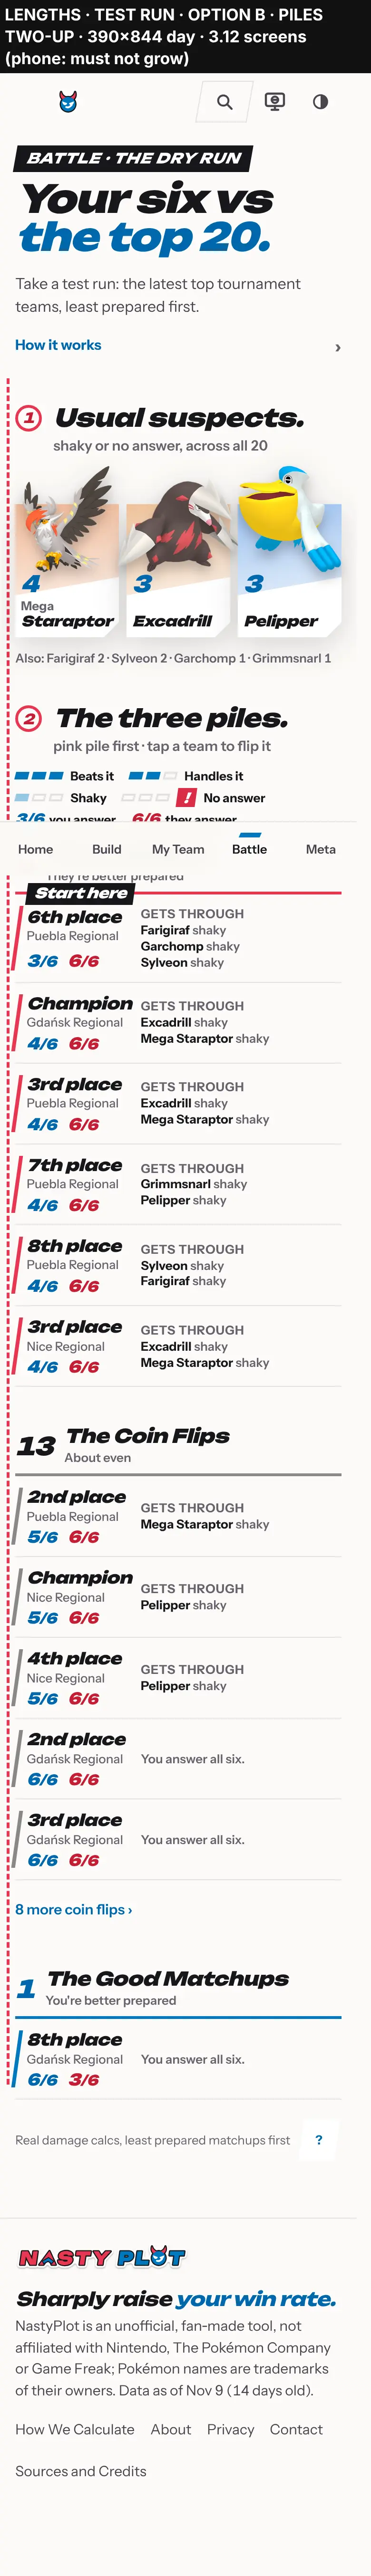 LENGTHS · TEST RUN · OPTION B · PILES
TWO-UP · 390×844 day · 3.12 screens
(phone: must not grow)
BATTLE · THE DRY RUN
Your six vs
the top 20.
Take a test run: the latest top tournament
teams, least prepared first.
How it works ›
1 Usual suspects.
shaky or no answer, across all 20
4 3 3
Mega
Staraptor Excadrill Pelipper
Also: Farigiraf 2 · Sylveon 2 · Garchomp 1 · Grimmsnarl 1
2 The three piles.
pink pile first · tap a team to flip it
Beats it Handles it
Shaky ! No answer
3/6 you answer 6/6 they answer
Home Build My Team Battle Meta
They're better prepared
Start here
6th place
Puebla Regional
3/6 6/6
GETS THROUGH
Farigiraf shaky
Garchomp shaky
Sylveon shaky
Champion
Gdańsk Regional
4/6 6/6
GETS THROUGH
Excadrill shaky
Mega Staraptor shaky
3rd place
Puebla Regional
4/6 6/6
GETS THROUGH
Excadrill shaky
Mega Staraptor shaky
7th place
Puebla Regional
4/6 6/6
GETS THROUGH
Grimmsnarl shaky
Pelipper shaky
8th place
Puebla Regional
4/6 6/6
GETS THROUGH
Sylveon shaky
Farigiraf shaky
3rd place
Nice Regional
4/6 6/6
GETS THROUGH
Excadrill shaky
Mega Staraptor shaky
13 The Coin Flips
About even
2nd place
Puebla Regional
5/6 6/6
GETS THROUGH
Mega Staraptor shaky
Champion
Nice Regional
5/6 6/6
GETS THROUGH
Pelipper shaky
4th place
Nice Regional
5/6 6/6
GETS THROUGH
Pelipper shaky
2nd place
Gdańsk Regional
6/6 6/6
You answer all six.
3rd place
Gdańsk Regional
6/6 6/6
You answer all six.
8 more coin flips ›
1 The Good Matchups
You're better prepared
8th place
Gdańsk Regional
6/6 3/6
You answer all six.
Real damage calcs, least prepared matchups first ?
NASTY PLOT
Sharply raise your win rate.
NastyPlot is an unofficial, fan-made tool, not
affiliated with Nintendo, The Pokémon Company
or Game Freak; Pokémon names are trademarks
of their owners. Data as of Nov 9 (14 days old).
How We Calculate About Privacy Contact
Sources and Credits